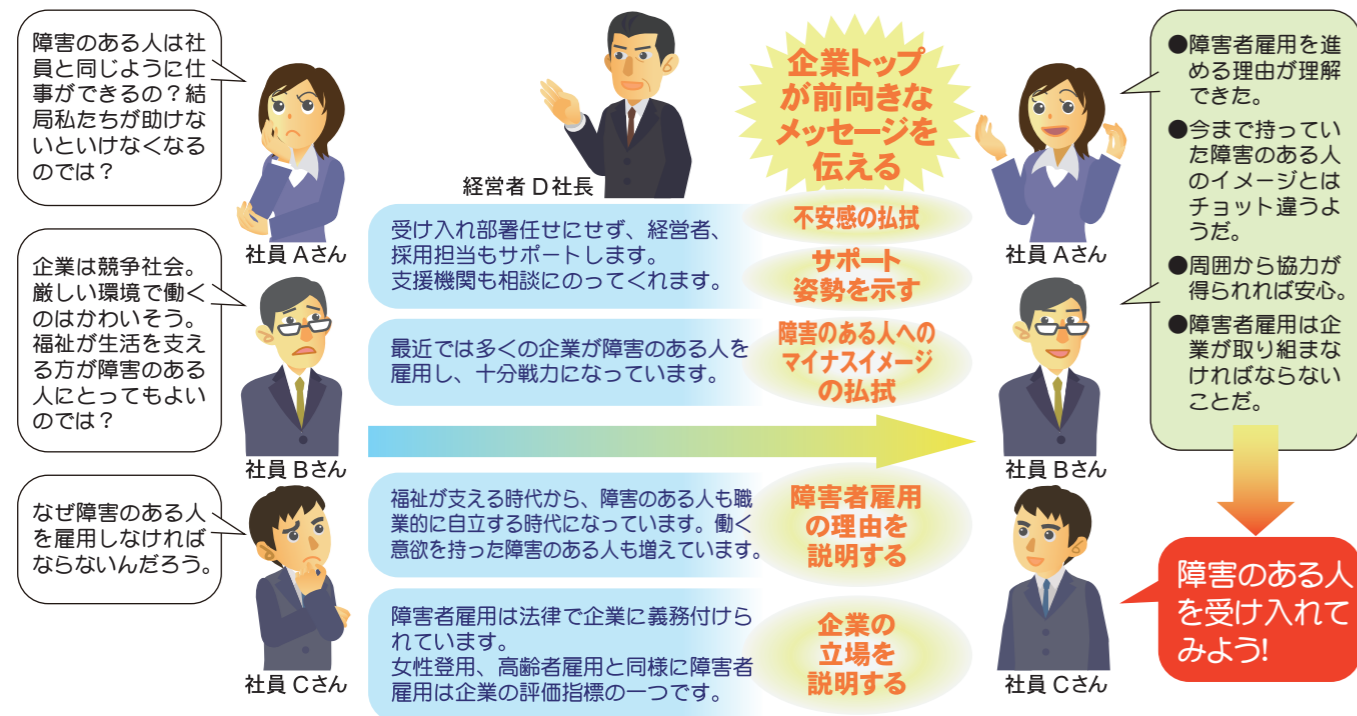 障害のある人は社
員と同じように仕
事ができるの？結
局私たちが助けな
いといけなくなる
のでは？
社員 Aさん
企業は競争社会。
厳しい環境で働く
のはかわいそう。
福祉が生活を支え
る方が障害のある
人にとってもよい
のでは？
社員 Bさん
なぜ障害のある人
を雇用しなければ
ならないんだろう。
社員 Cさん
経営者 D社長
企業トップ
が前向きな
メッセージを
伝える
受け入れ部署任せにせず、経営者、
採用担当もサポートします。
支援機関も相談にのってくれます。
不安感の払拭
サポート
姿勢を示す
最近では多くの企業が障害のある人を
雇用し、十分戦力になっています。
障害のある人への
マイナスイメージ
の払拭
福祉が支える時代から、障害のある人も職
業的に自立する時代になっています。働く
意欲を持った障害のある人も増えています。
障害者雇用
の理由を
説明する
障害者雇用は法律で企業に義務付けら
れています。
女性登用、高齢者雇用と同様に障害者
雇用は企業の評価指標の一つです。
企業の
立場を
説明する
社員 Aさん
社員 Bさん
社員 Cさん
●障害者雇用を進
める理由が理解
できた。
●今まで持ってい
た障害のある人
のイメージとは
チョット違うよ
うだ。
●周囲から協力が
得られれば安心。
●障害者雇用は企
業が取り組まな
ければならない
ことだ。
障害のある人
を受け入れて
みよう!